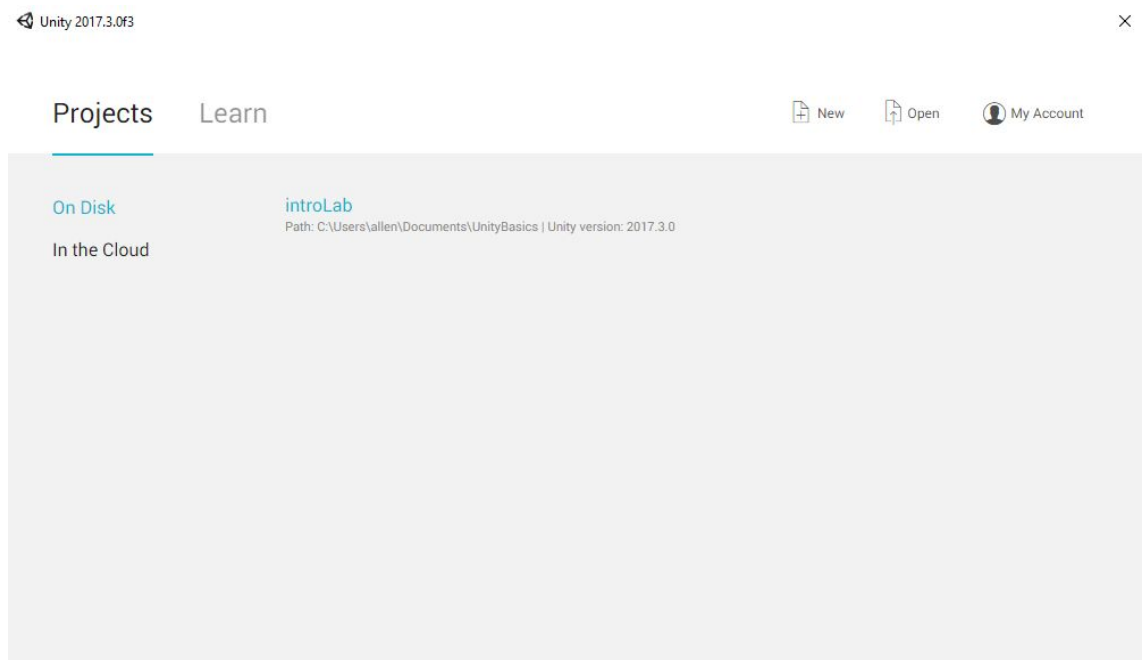 Unity 2017.3.0f3
Projects Learn New Open My Account
On Disk
introLab
Path: C:\Users\allen\Documents\UnityBasics | Unity version: 2017.3.0
In the Cloud